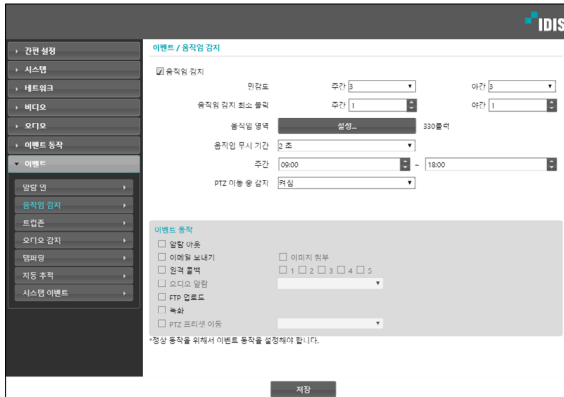 IDIS
간편 설정
시스템
네트워크
비디오
오디오
이벤트 동작
이벤트
알람 인
움직임 감지
트립존
오디오 감지
탬퍼링
자동 추적
시스템 이벤트
이벤트 / 움직임 감지
움직임 감지
민감도 주간 3 야간 3
움직임 감지 최소 블럭 주간 1 야간 1
움직임 영역 설정... 330블럭
움직임 무시 기간 2 초
주간 09:00 ~ 18:00
PTZ 이동 중 감지 켜짐
이벤트 동작
알람 아웃
이메일 보내기 이미지 첨부
원격 콜백 1 2 3 4 5
오디오 알람
FTP 업로드
녹화
PTZ 프리셋 이동
*정상 동작을 위해서 이벤트 동작을 설정해야 합니다.
저장